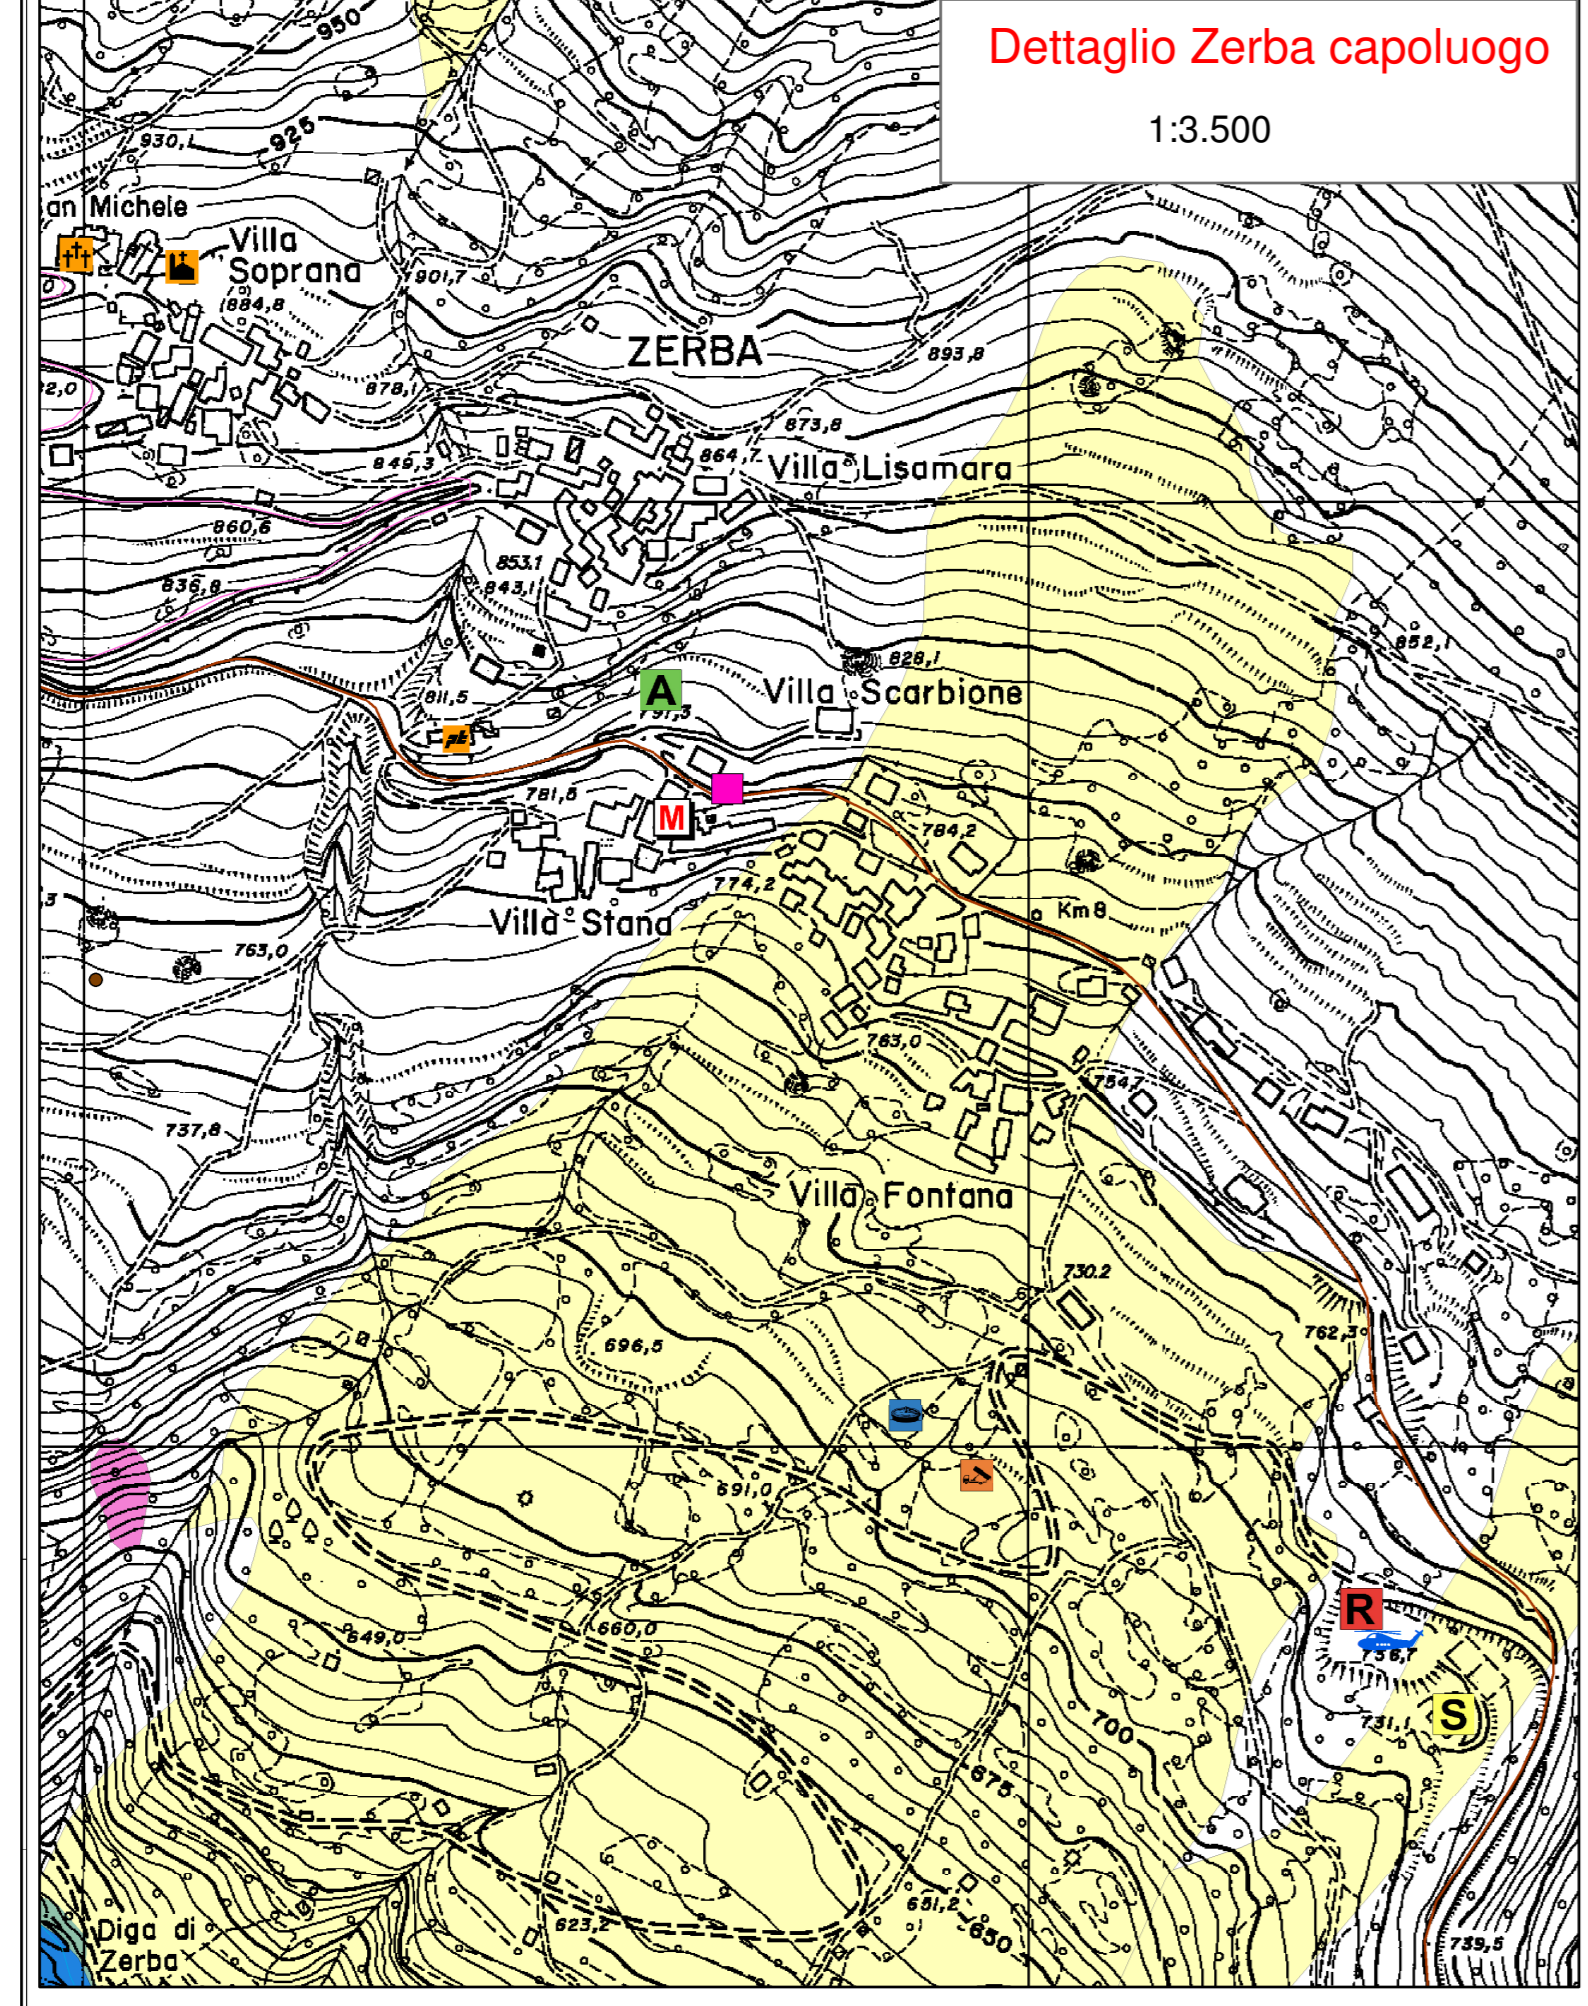 Dettaglio Zerba capoluogo
1:3.500
950
930,1
925
an Michele
Villa
Soprana
884,8
901,7
ZERBA
893,8
2,0
878,1
873,8
849,3
864,7
Villa Lisamara
860,6
853.1
836,8
843,1
852,1
828,1
A
811,5
791,3
Villa Scarbione
pt
781,5
M
784,2
774,2
Km 8
Villa Stana
763,0
763,0
754,7
737,8
Villa Fontana
730.2
762,3
696,5
691,0
R
649,0
660,0
736,7
731,1
S
700
675
651,2
650
623,2
Diga di
Zerba
739,5